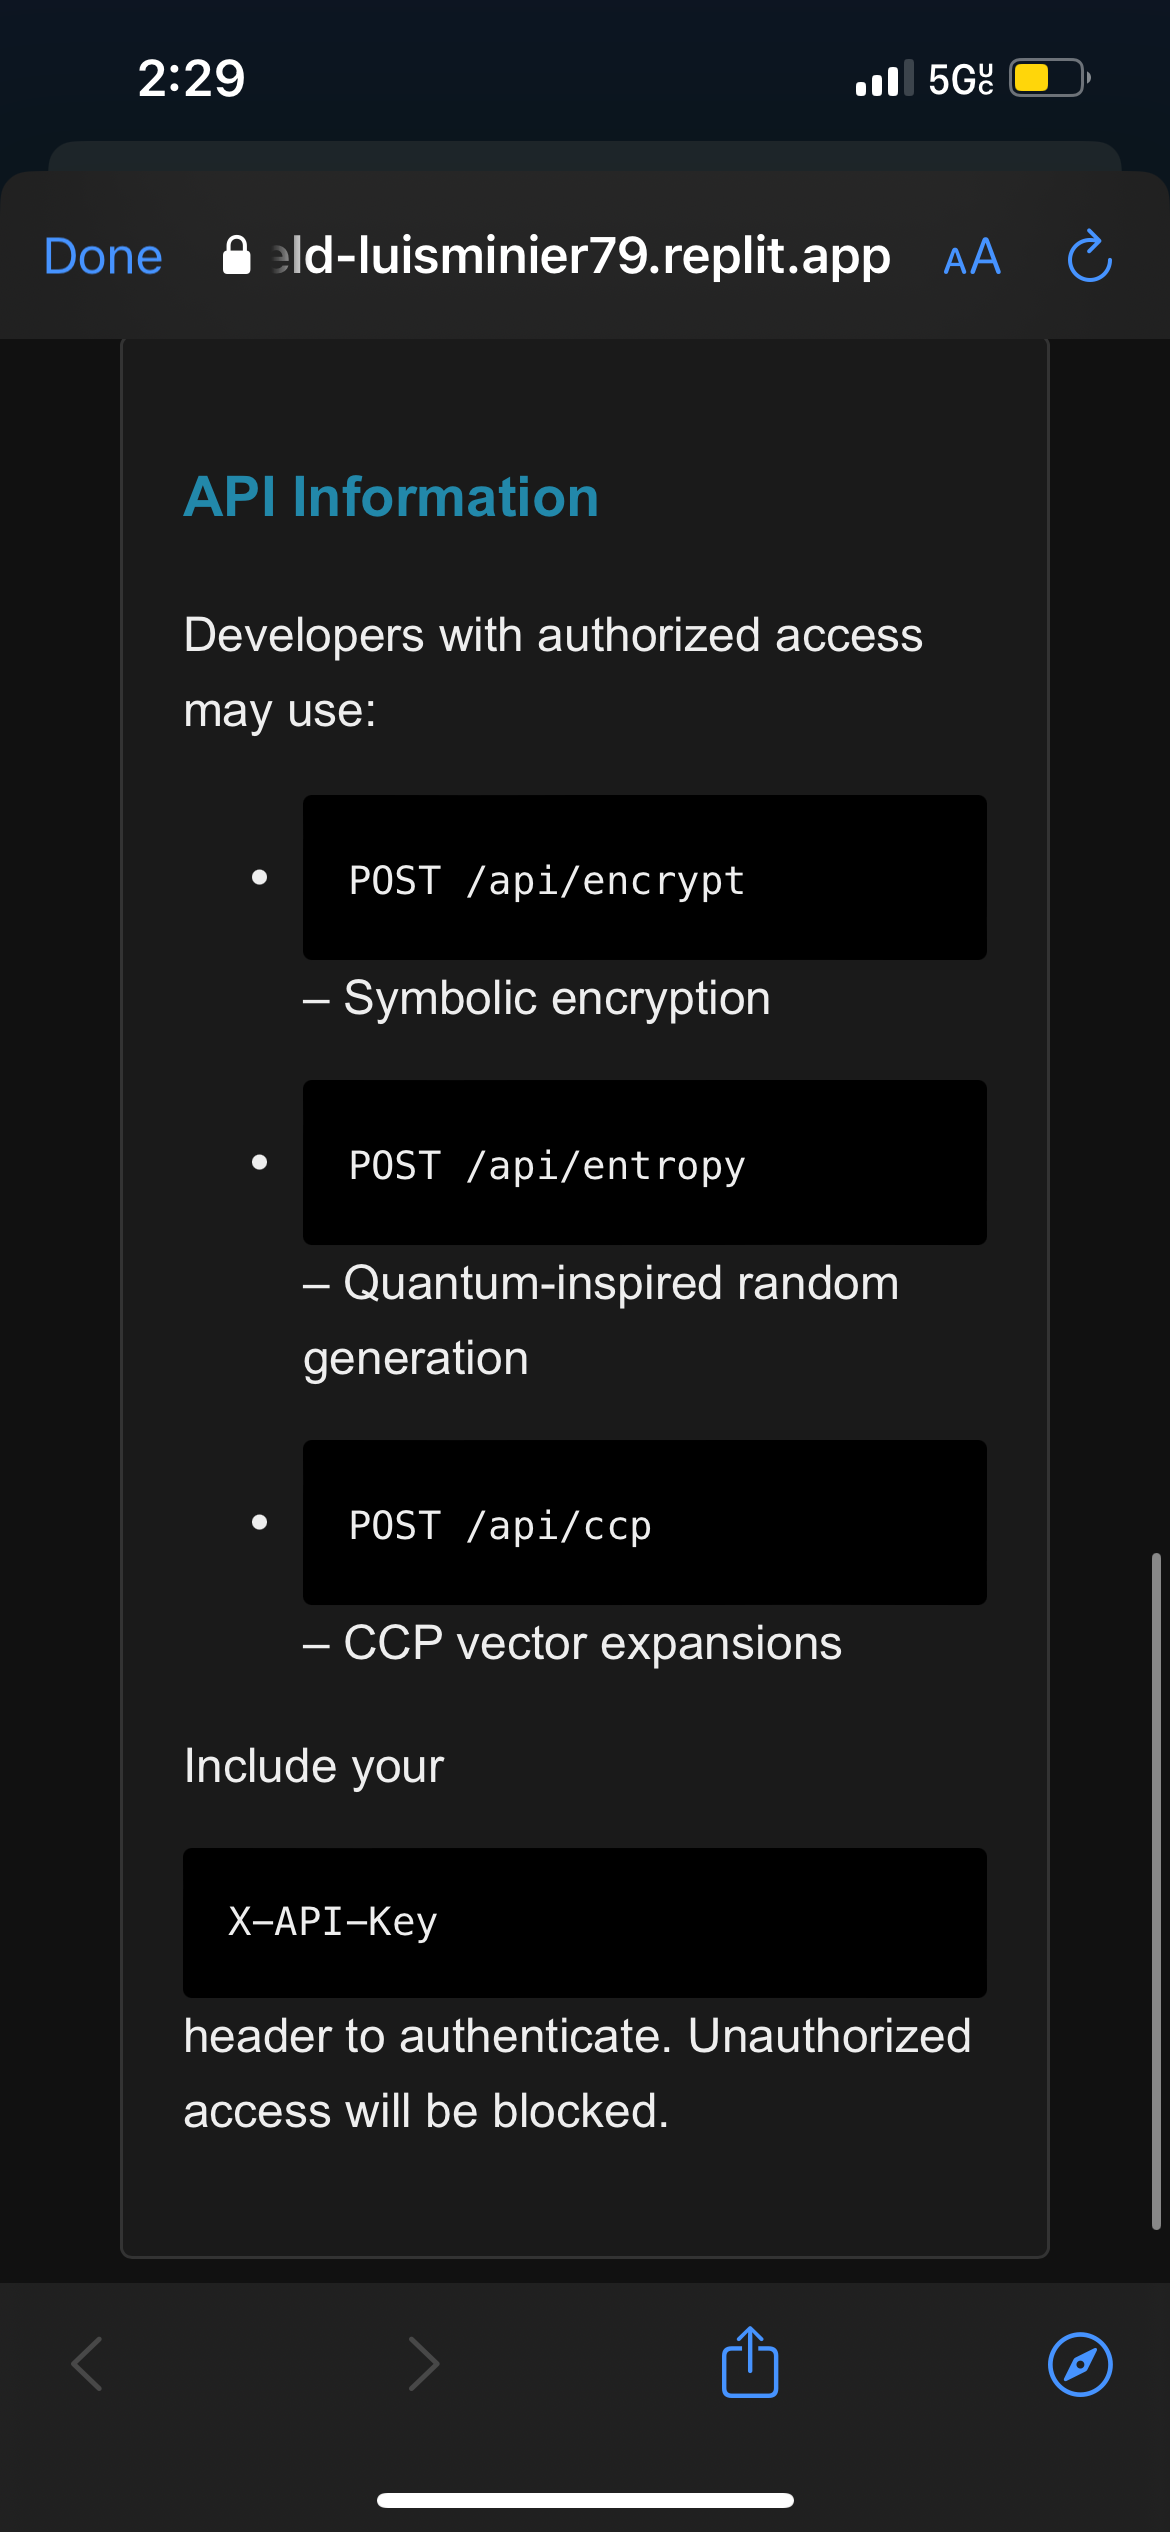 2:29
5G UC
Done
eld-luisminier79.replit.app
AA
API Information
Developers with authorized access
may use:
• POST /api/encrypt
– Symbolic encryption
• POST /api/entropy
– Quantum-inspired random
generation
• POST /api/ccp
– CCP vector expansions
Include your
X-API-Key
header to authenticate. Unauthorized
access will be blocked.